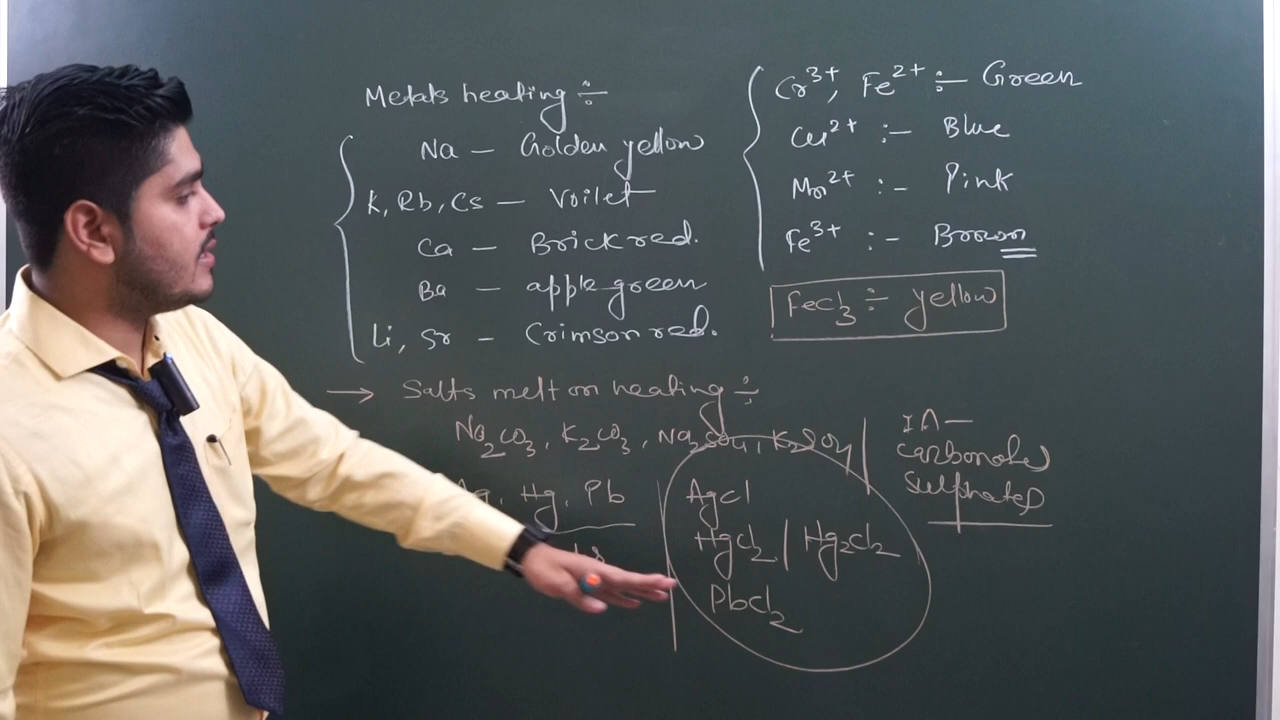 Metals heating :-
Na — Golden yellow
K, Rb, Cs — Voilet
Ca — Brick red.
Ba — apple green
Li, Sr - Crimson red.
Cr³⁺, Fe²⁺ :- Green
Cu²⁺ :- Blue
Mn²⁺ :- Pink
Fe³⁺ :- Brown
FeCl₃ :- yellow
→ Salts melt on heating :-
Na₂CO₃, K₂CO₃, Na₂SO₄, K₂SO₄
IA —
carbonates
sulphates
Ag, Hg, Pb
AgCl
HgCl₂ / Hg₂Cl₂
PbCl₂